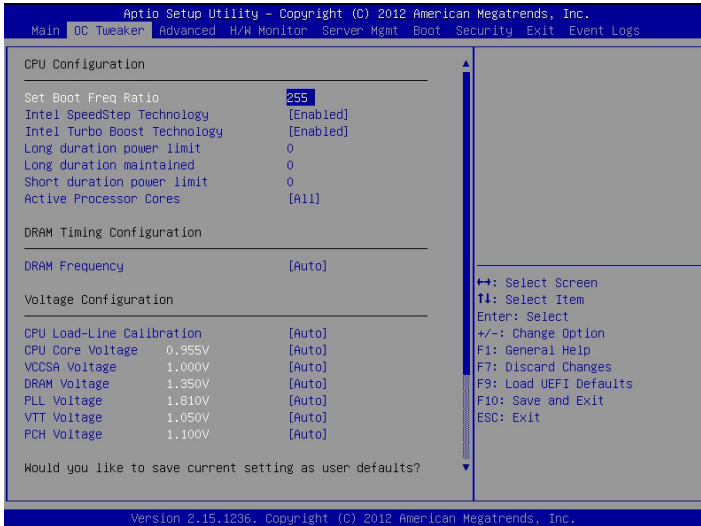 Aptio Setup Utility – Copyright (C) 2012 American Megatrends, Inc.
Main OC Tweaker Advanced H/W Monitor Server Mgmt Boot Security Exit Event Logs
CPU Configuration
Set Boot Freq Ratio 255
Intel SpeedStep Technology [Enabled]
Intel Turbo Boost Technology [Enabled]
Long duration power limit 0
Long duration maintained 0
Short duration power limit 0
Active Processor Cores [All]
DRAM Timing Configuration
DRAM Frequency [Auto]
Voltage Configuration
CPU Load-Line Calibration [Auto]
CPU Core Voltage 0.955V [Auto]
VCCSA Voltage 1.000V [Auto]
DRAM Voltage 1.350V [Auto]
PLL Voltage 1.810V [Auto]
VTT Voltage 1.050V [Auto]
PCH Voltage 1.100V [Auto]
Would you like to save current setting as user defaults?
↔: Select Screen
↑↓: Select Item
Enter: Select
+/-: Change Option
F1: General Help
F7: Discard Changes
F9: Load UEFI Defaults
F10: Save and Exit
ESC: Exit
Version 2.15.1236. Copyright (C) 2012 American Megatrends, Inc.